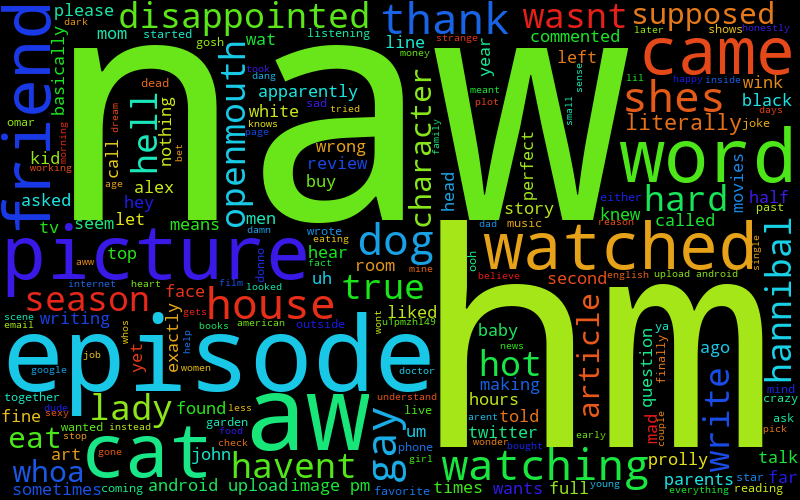 naw
hm
episode
picture
cat
aw
friend
word
came
watched
watching
house
season
shes
disappointed
thank
wasnt
supposed
please
dark
mom
started
gosh
wat
listening
line
money
strange
commented
left
year
later
shows
honestly
took
dang
meant
plot
lil
happy
inside
wink
basically
dead
hell
nothing
openmouth
apparently
sad
tried
white
knows
page
wrong
review
buy
character
family
sense
small
perfect
black
days
literally
joke
omar
kid
morning
working
call
dream
age
bet
alex
hey
asked
let
men
head
story
music
either
movies
hard
half
knew
called
past
tv
seem
means
damn
wrote
eating
hear
dog
dad
reason
top
aww
donno
fact
uh
room
mine
ooh
believe
second
english
upload android
single
hannibal
internet
heart
film
looked
true
face
gets
books
american
outside
wont
liked
u1pmzh149
scene
email
writing
whos
yet
exactly
help
article
baby
news
question
finally
ya
ago
google
job
women
doctor
hot
making
understand
mind
crazy
together
dude
sexy
lady
found
less
live
hours
arent
told
write
mad
couple
ask
pick
fine
wanted
instead
garden
food
check
gay
um
phone
girl
twitter
wonder
bought
early
eat
stop
art
gone
john
havent
prolly
talk
whoa
sometimes
coming
android uploadimage pm
favorite
times
wants
full
young
parents
everything
star
reading
far